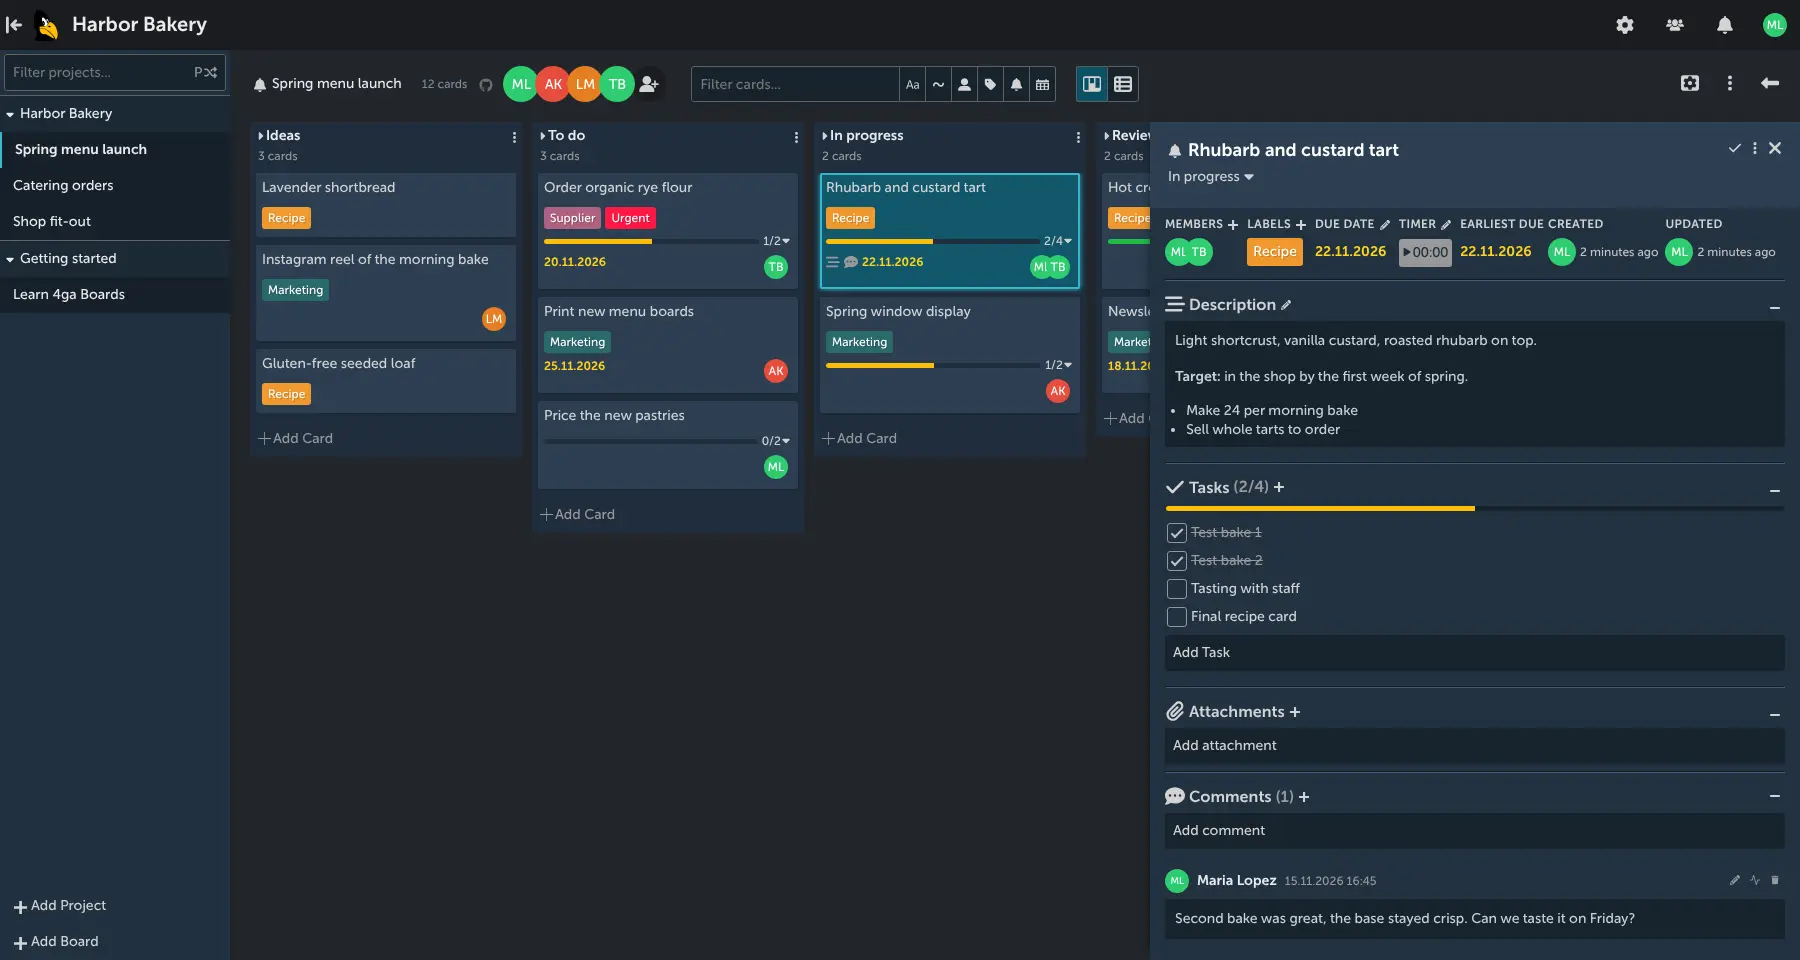 Harbor Bakery
ML
Filter projects...
P
Harbor Bakery
Spring menu launch
Catering orders
Shop fit-out
Getting started
Learn 4ga Boards
Add Project
Add Board
Spring menu launch
12 cards
ML AK LM TB
Filter cards...
Aa
Ideas
3 cards
Lavender shortbread
Recipe
Instagram reel of the morning bake
Marketing
LM
Gluten-free seeded loaf
Recipe
Add Card
To do
3 cards
Order organic rye flour
Supplier Urgent
1/2
20.11.2026
TB
Print new menu boards
Marketing
25.11.2026
AK
Price the new pastries
0/2
ML
Add Card
In progress
2 cards
Rhubarb and custard tart
Recipe
2/4
22.11.2026
ML TB
Spring window display
Marketing
1/2
AK
Add Card
Review
2 cards
Hot cr
Recipe
Newsl
Market
18.11.20
Add
Rhubarb and custard tart
In progress
MEMBERS LABELS DUE DATE TIMER EARLIEST DUE CREATED UPDATED
ML TB Recipe 22.11.2026 00:00 22.11.2026 ML 2 minutes ago ML 2 minutes ago
Description
Light shortcrust, vanilla custard, roasted rhubarb on top.
Target: in the shop by the first week of spring.
• Make 24 per morning bake
• Sell whole tarts to order
Tasks (2/4)
Test bake 1
Test bake 2
Tasting with staff
Final recipe card
Add Task
Attachments
Add attachment
Comments (1)
Add comment
ML Maria Lopez 15.11.2026 16:45
Second bake was great, the base stayed crisp. Can we taste it on Friday?